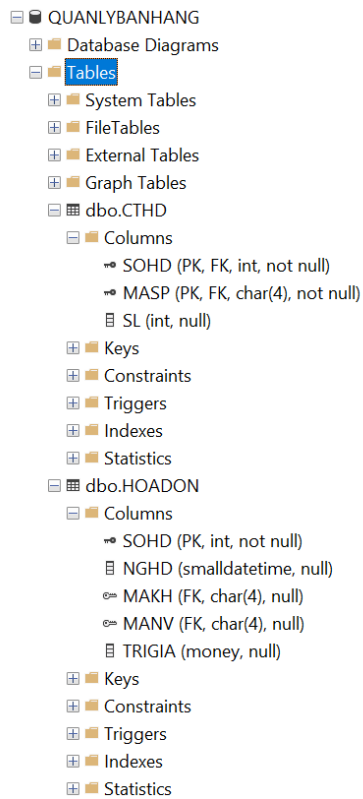 QUANLYBANHANG
Database Diagrams
Tables
System Tables
FileTables
External Tables
Graph Tables
dbo.CTHD
Columns
SOHD (PK, FK, int, not null)
MASP (PK, FK, char(4), not null)
SL (int, null)
Keys
Constraints
Triggers
Indexes
Statistics
dbo.HOADON
Columns
SOHD (PK, int, not null)
NGHD (smalldatetime, null)
MAKH (FK, char(4), null)
MANV (FK, char(4), null)
TRIGIA (money, null)
Keys
Constraints
Triggers
Indexes
Statistics